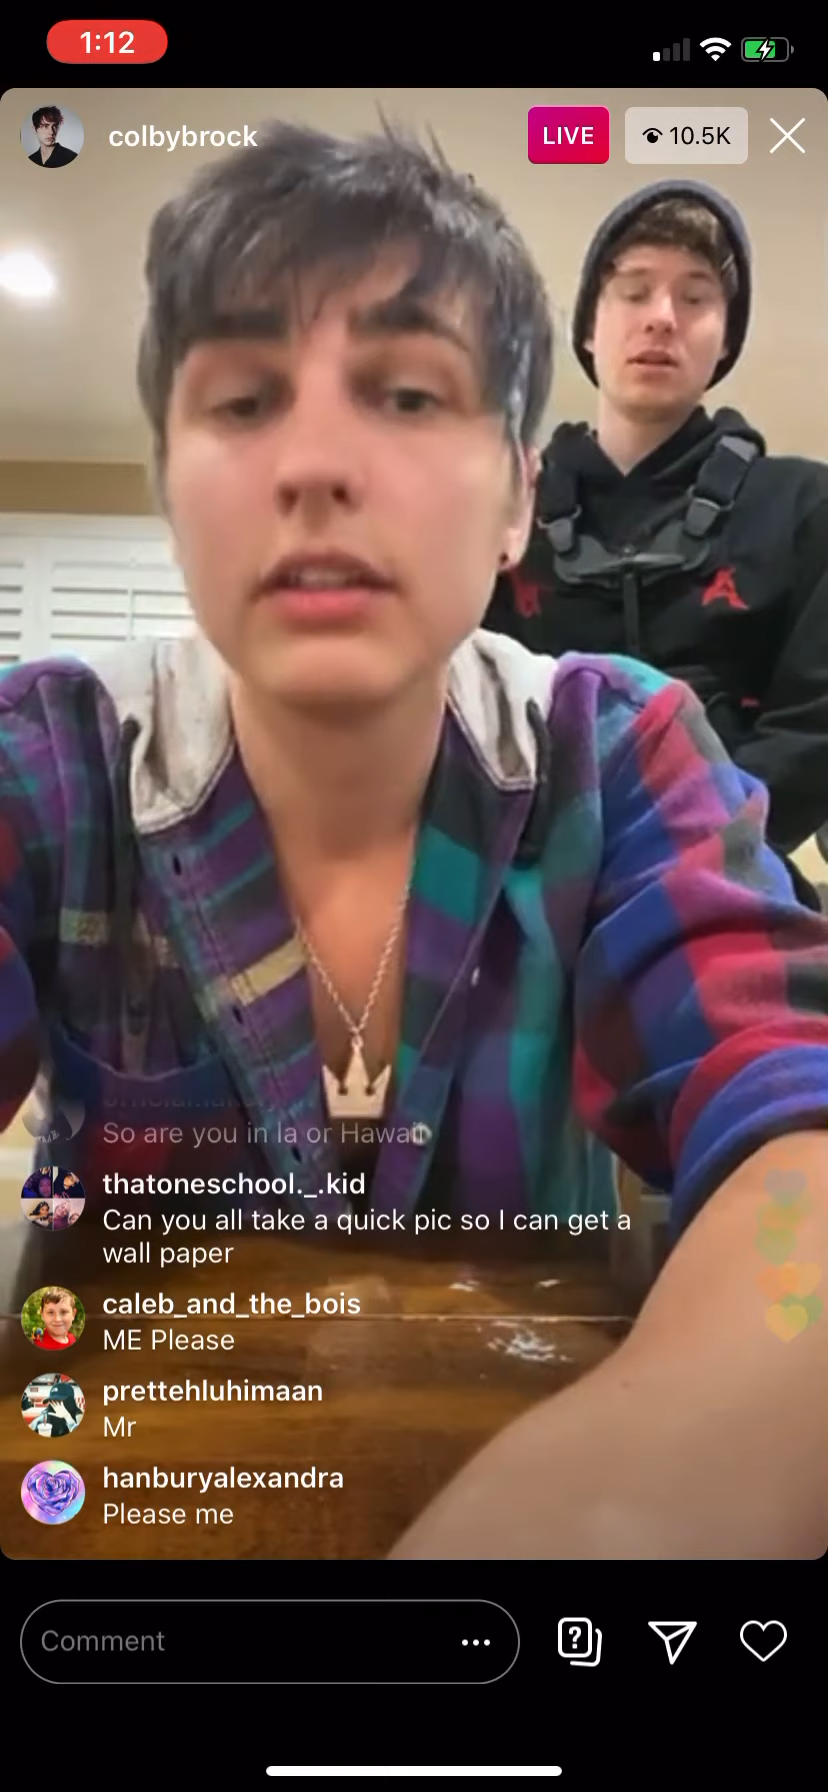 1:12
colbybrock
LIVE
10.5K
So are you in la or Hawaii
thatoneschool._.kid
Can you all take a quick pic so I can get a
wall paper
caleb_and_the_bois
ME Please
prettehluhimaan
Mr
hanburyalexandra
Please me
Comment